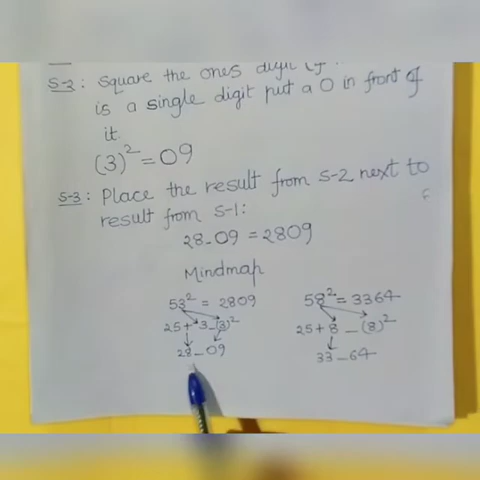 S-2: Square the ones digit (If
is a single digit put a 0 in front of
it
(3)² = 09
S-3: Place the result from S-2 next to
result from S-1:
28-09 = 2809
Mindmap
53² = 2809
25+3-(3)²
28-09
58² = 3364
25+8-(8)²
33-64